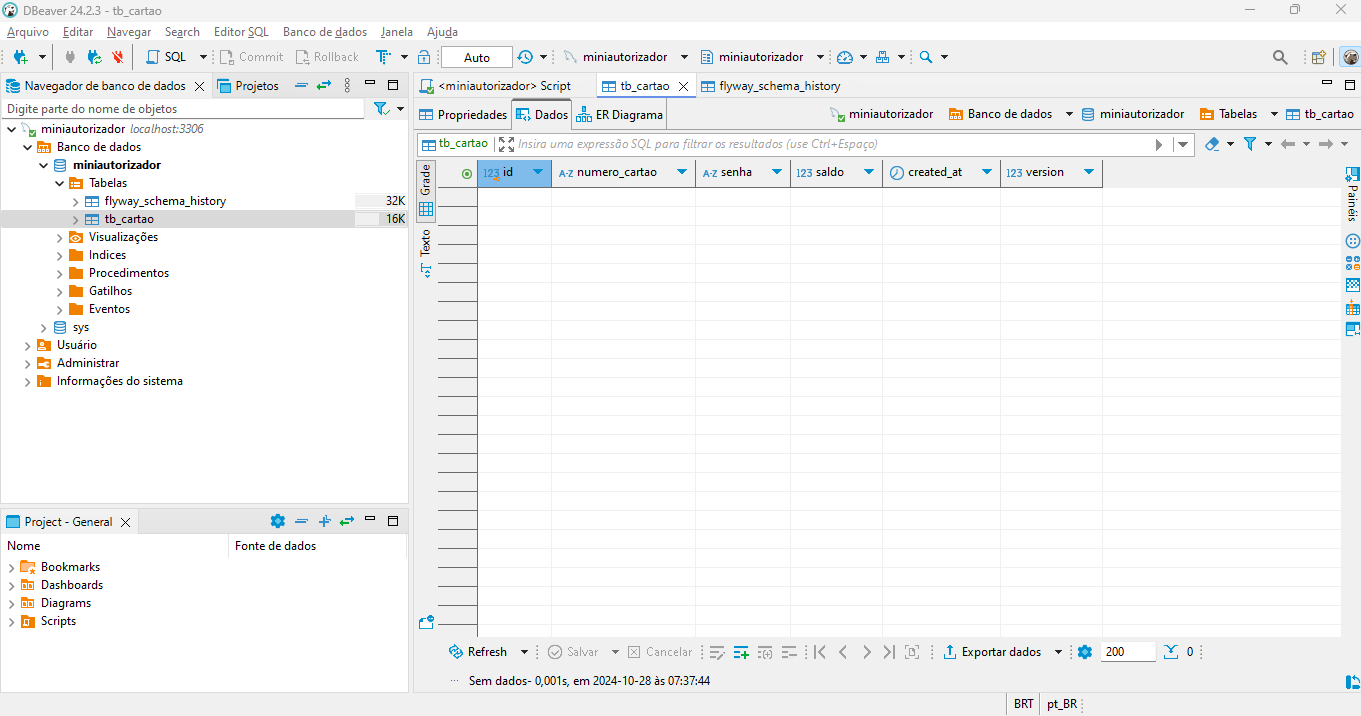 DBeaver 24.2.3 - tb_cartao
Arquivo Editar Navegar Search Editor SQL Banco de dados Janela Ajuda
SQL Commit Rollback Auto miniautorizador miniautorizador
Navegador de banco de dados Projetos
Digite parte do nome de objetos
miniautorizador localhost:3306
Banco de dados
miniautorizador
Tabelas
flyway_schema_history 32K
tb_cartao 16K
Visualizações
Indices
Procedimentos
Gatilhos
Eventos
sys
Usuário
Administrar
Informações do sistema
Project - General
Nome Fonte de dados
Bookmarks
Dashboards
Diagrams
Scripts
<miniautorizador> Script tb_cartao flyway_schema_history
Propriedades Dados ER Diagrama miniautorizador Banco de dados miniautorizador Tabelas tb_cartao
tb_cartao Insira uma expressão SQL para filtrar os resultados (use Ctrl+Espaço)
Grade
Texto
123 id A-Z numero_cartao A-Z senha 123 saldo created_at 123 version
Painéis
Refresh Salvar Cancelar Exportar dados 200 0
Sem dados- 0,001s, em 2024-10-28 às 07:37:44
BRT pt_BR